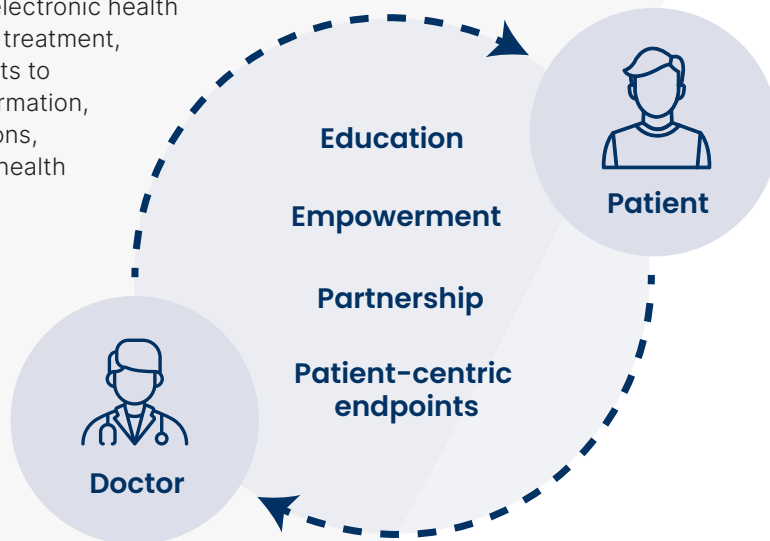 electronic health
treatment,
ts to
rmation,
ons,
health
Education
Patient
Empowerment
Partnership
Patient-centric
endpoints
Doctor